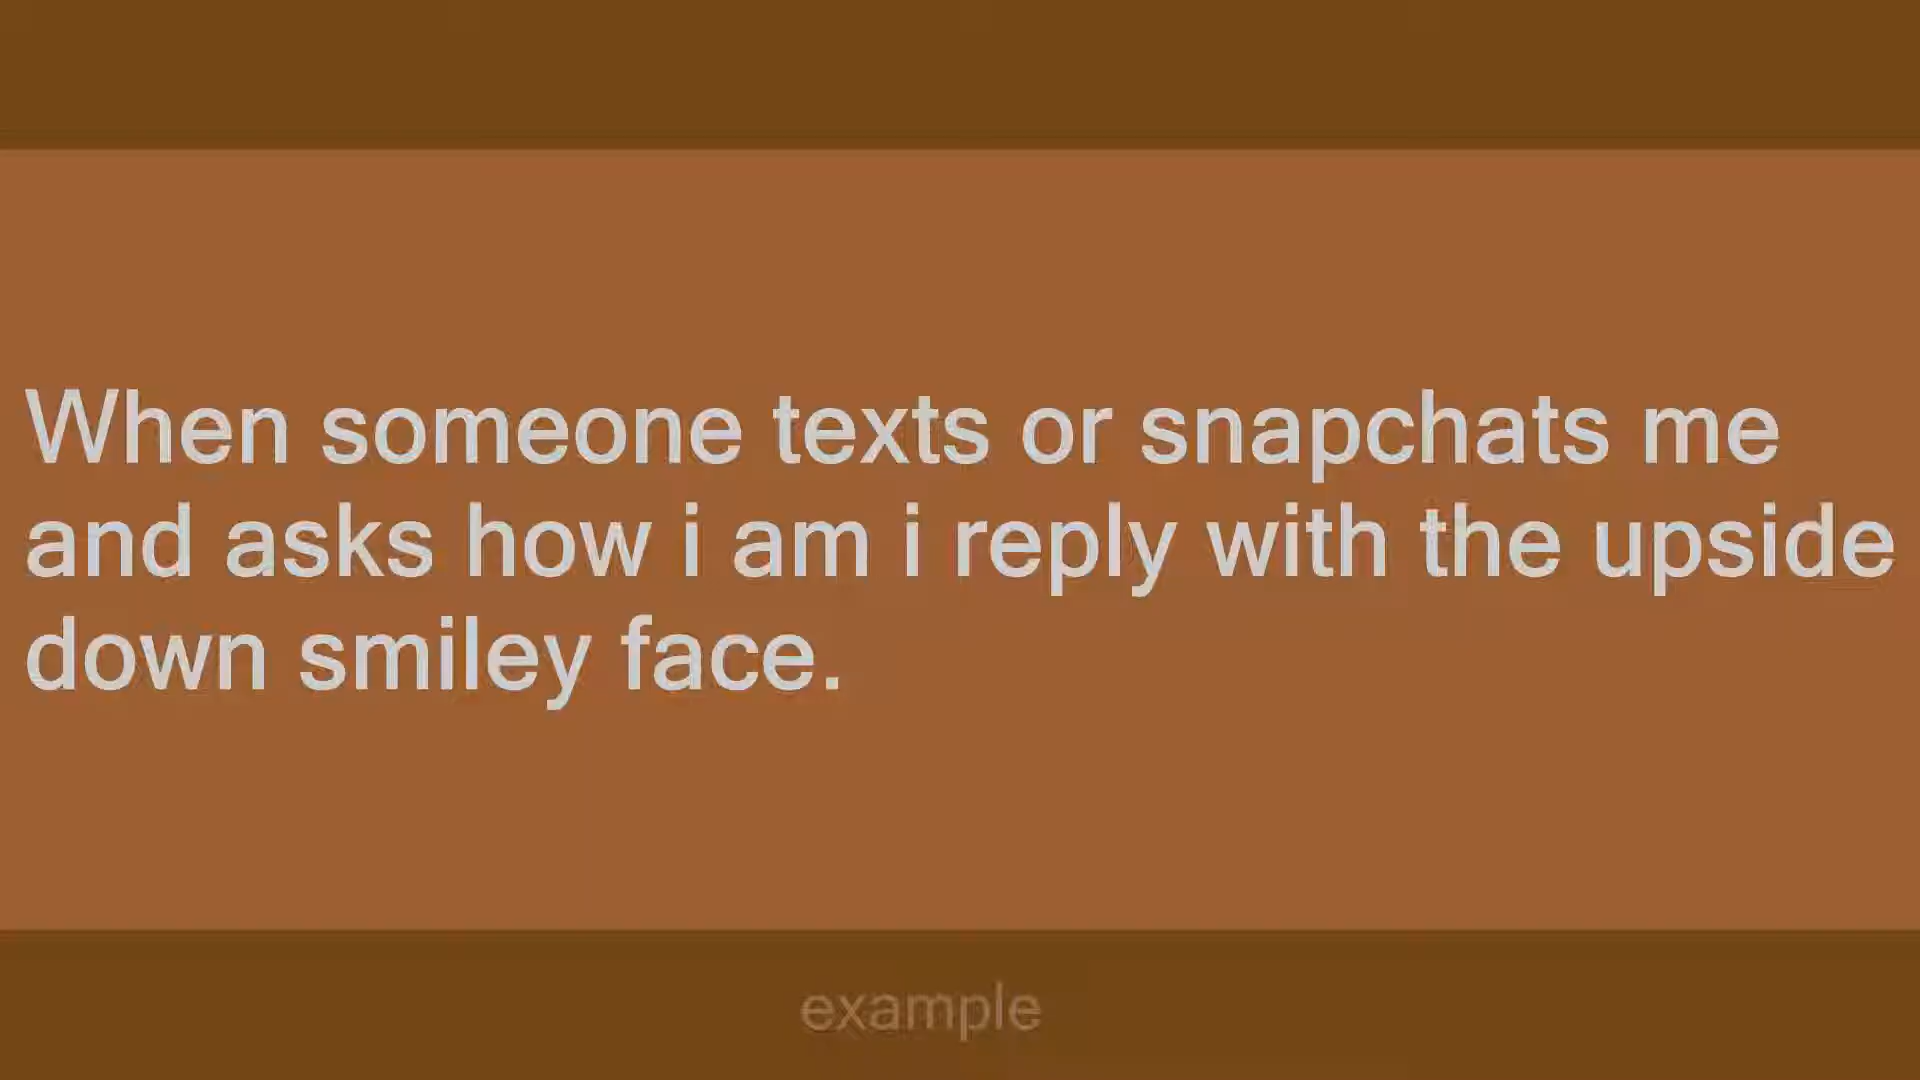 When someone texts or snapchats me
and asks how i am i reply with the upside
down smiley face.
example